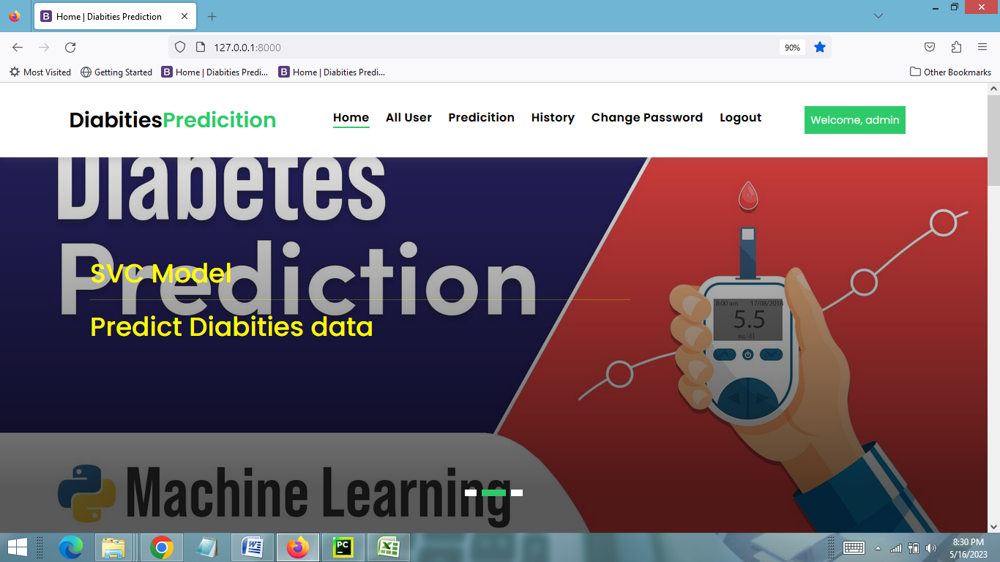 Home | Diabities Prediction
127.0.0.1:8000
90%
Most Visited
Getting Started
Home | Diabities Predi...
Home | Diabities Predi...
Other Bookmarks
DiabitiesPredicition
Home
All User
Predicition
History
Change Password
Logout
Welcome, admin
Diabetes
Prediction
SVC Model
Predict Diabities data
8:00 am 17/08/2018
5.5
mg/dl
Machine Learning
8:30 PM
5/16/2023